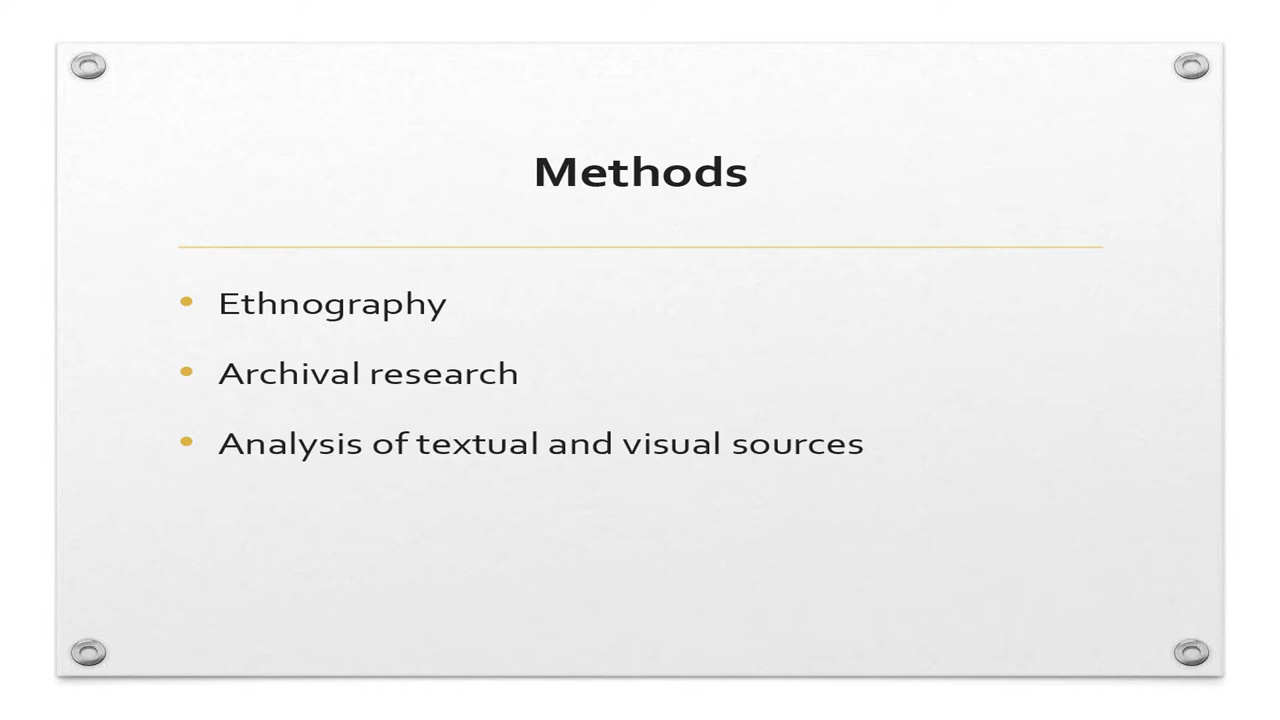 Methods
Ethnography
Archival research
Analysis of textual and visual sources